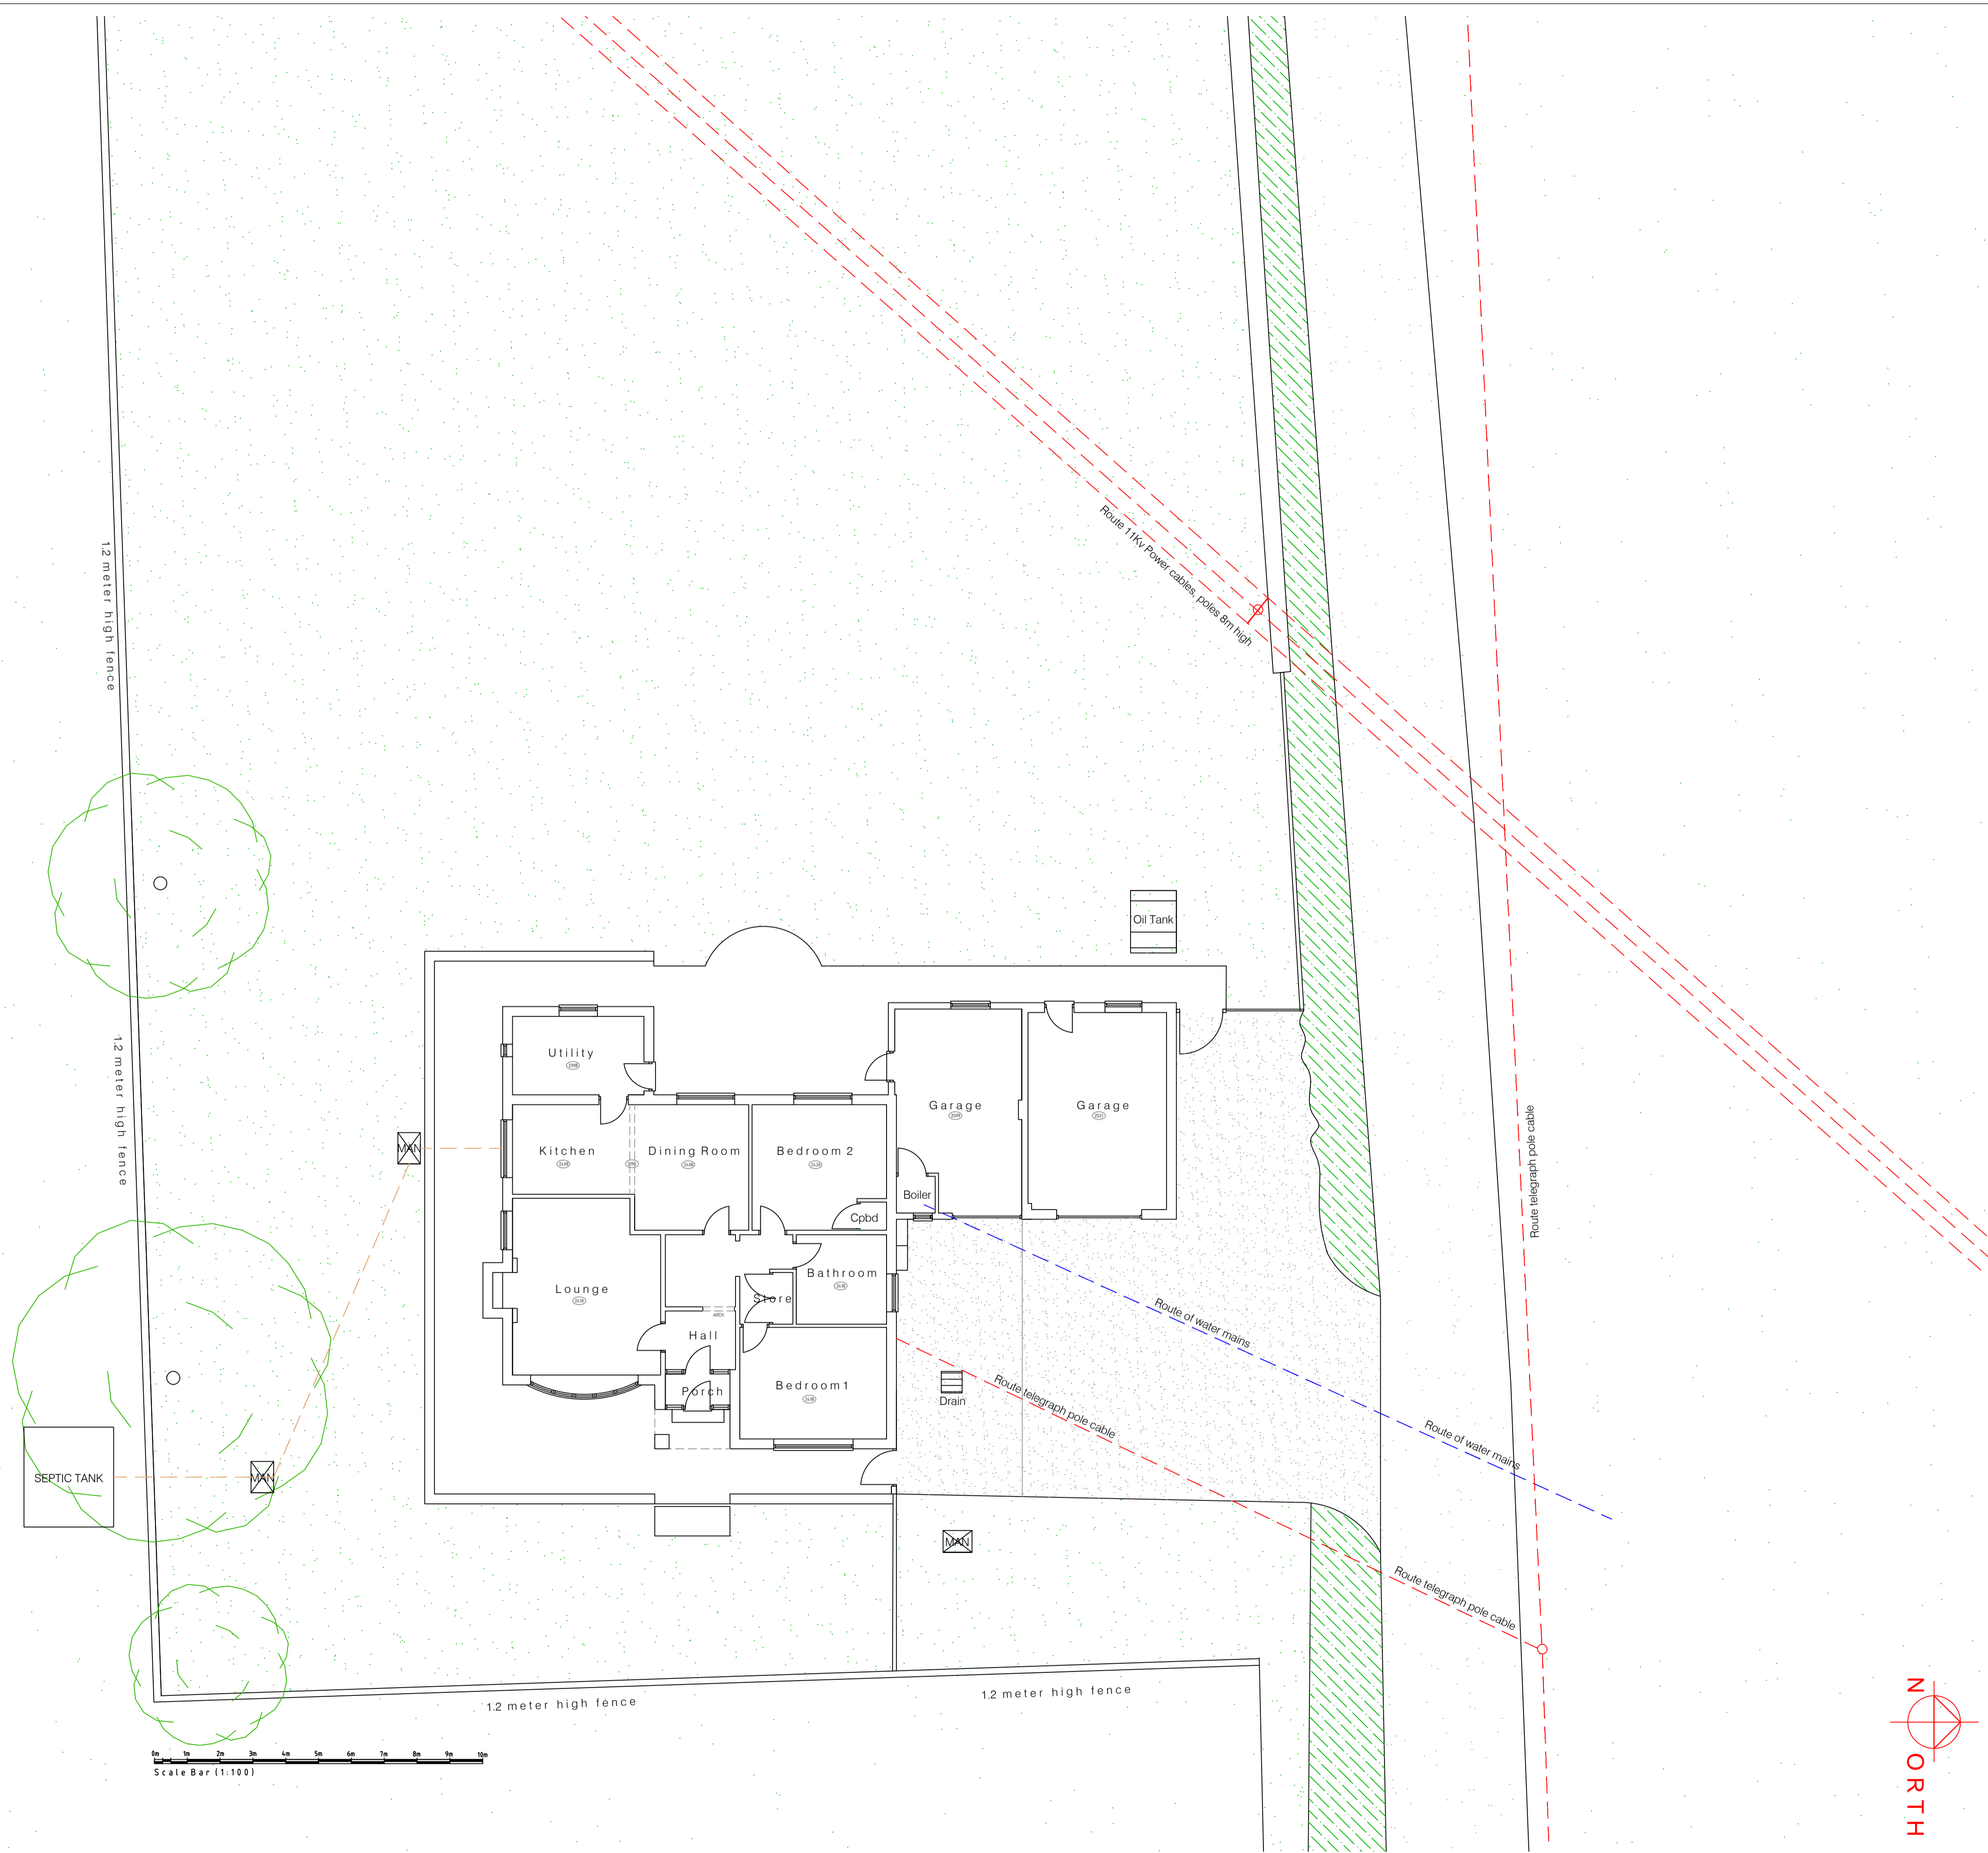 Route 11Kv Power cables, poles 8m high
1.2 meter high fence
Oil Tank
1.2 meter high fence
Utility
Garage
Garage
Route telegraph pole cable
MAN
Kitchen
Dining Room
Bedroom 2
Boiler
Cpbd
Lounge
Store
Bathroom
ARCH
Hall
Route of water mains
Porch
Bedroom1
Drain
Route telegraph pole cable
Route of water mains
SEPTIC TANK
MAN
MAN
Route telegraph pole cable
1.2 meter high fence
1.2 meter high fence
0m 1m 2m 3m 4m 5m 6m 7m 8m 9m 10m
Scale Bar (1:100)
NORTH